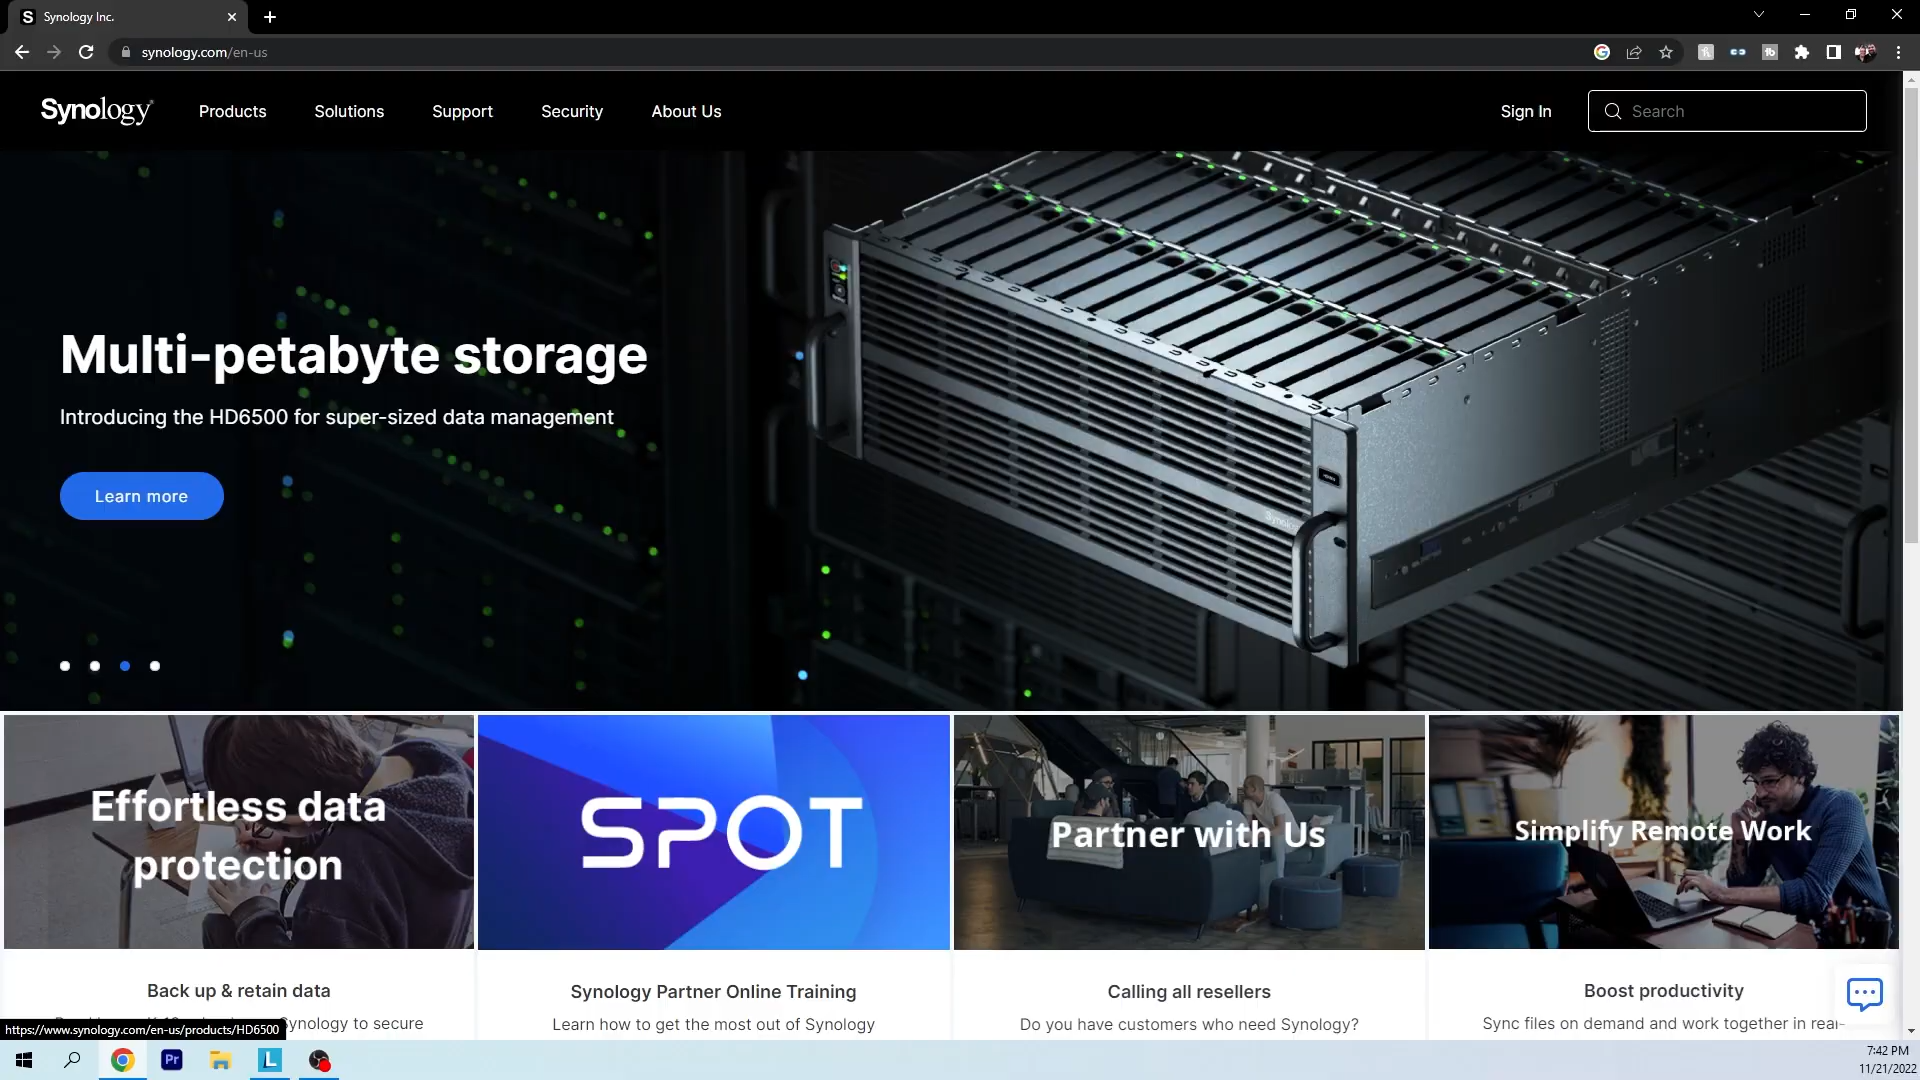 Synology Inc.
synology.com/en-us
Synology
Products
Solutions
Support
Security
About Us
Sign In
Search
Multi-petabyte storage
Introducing the HD6500 for super-sized data management
Learn more
Effortless data
protection
SPOT
Partner with Us
Simplify Remote Work
Back up & retain data
Synology to secure
Synology Partner Online Training
Learn how to get the most out of Synology
Calling all resellers
Do you have customers who need Synology?
Boost productivity
Sync files on demand and work together in real-
https://www.synology.com/en-us/products/HD6500
Pr
L
7:42 PM
11/21/2022